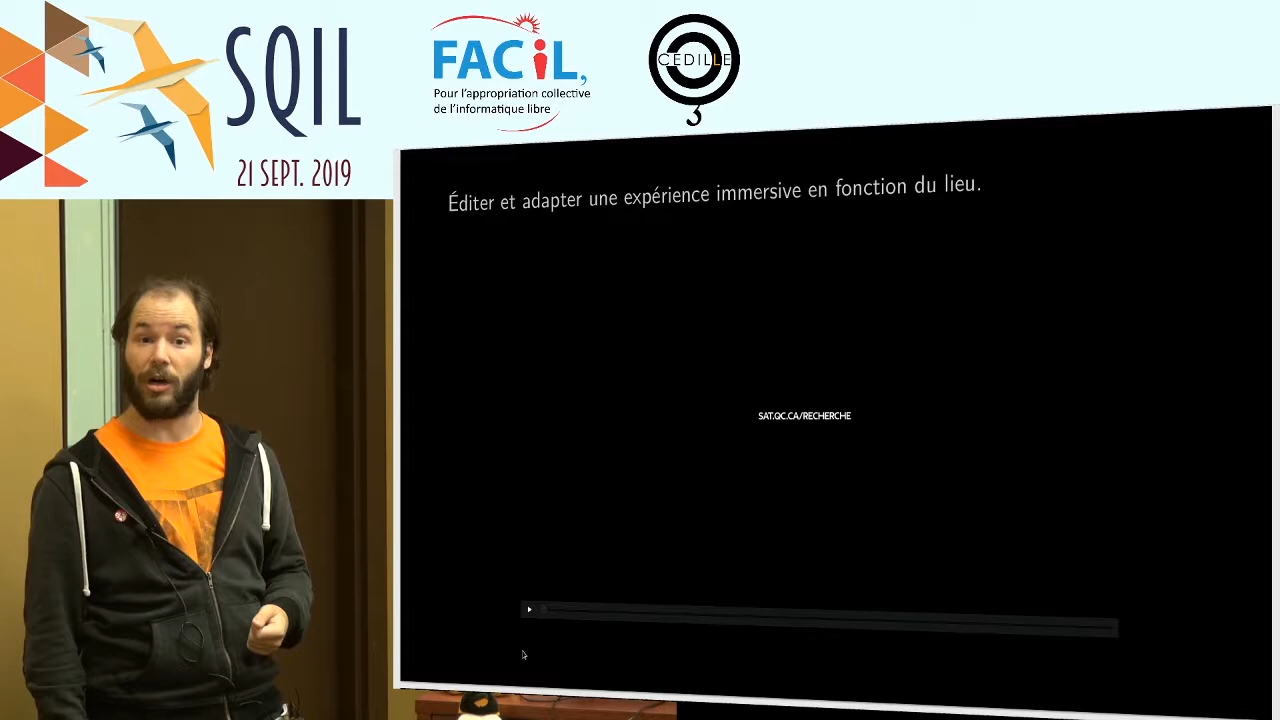 SQIL
21 SEPT. 2019
FACiL,
Pour l'appropriation collective
de l'informatique libre
CEDILLE
Éditer et adapter une expérience immersive en fonction du lieu.
SAT.QC.CA/RECHERCHE